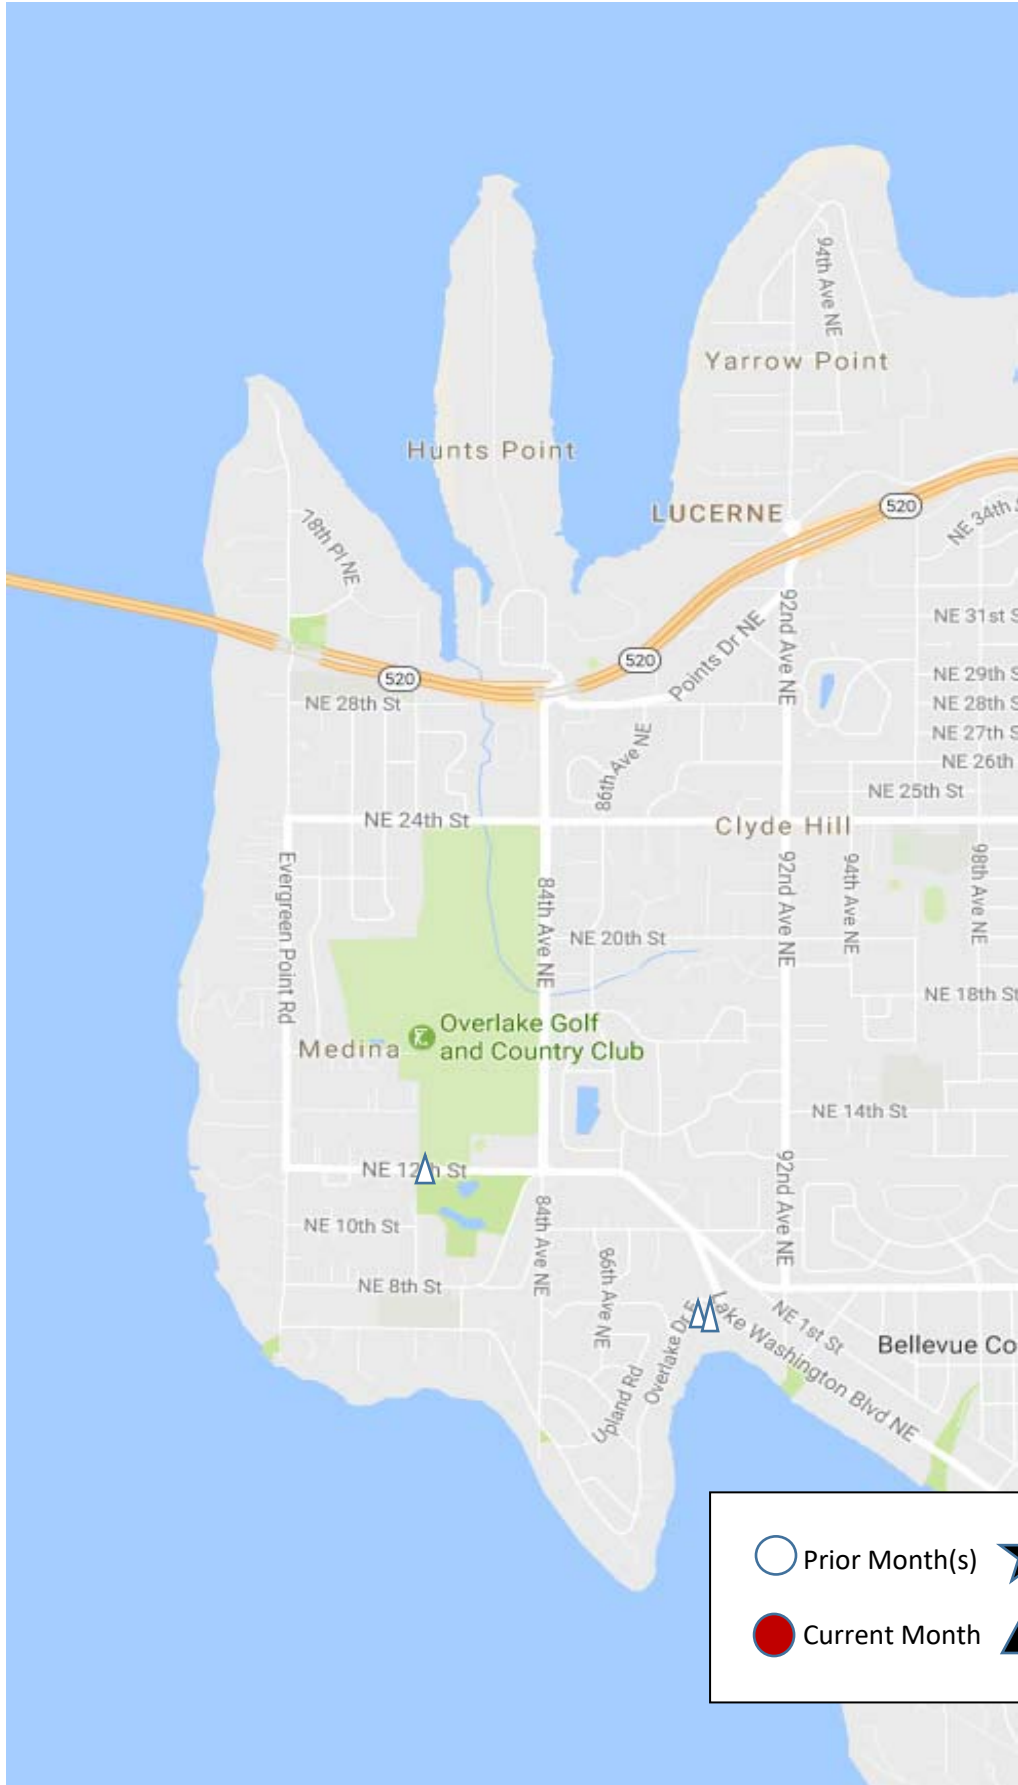 94th Ave NE
Yarrow Point
Hunts Point
LUCERNE
520
NE 34th
78th Pl NE
92nd Ave NE
NE 31st S
520
Points Dr NE
520
NE 29th S
NE 28th St
NE 28th S
NE 27th S
86th Ave NE
NE 26th
NE 25th St
NE 24th St
Clyde Hill
Evergreen Point Rd
84th Ave NE
92nd Ave NE
94th Ave NE
98th Ave NE
NE 20th St
NE 18th St
Medina
Overlake Golf
and Country Club
NE 14th St
NE 12th St
92nd Ave NE
84th Ave NE
NE 10th St
86th Ave NE
NE 8th St
Overlake Dr E
Lake Washington Blvd NE
NE 1st St
Bellevue Co
Upland Rd
Prior Month(s)
Current Month